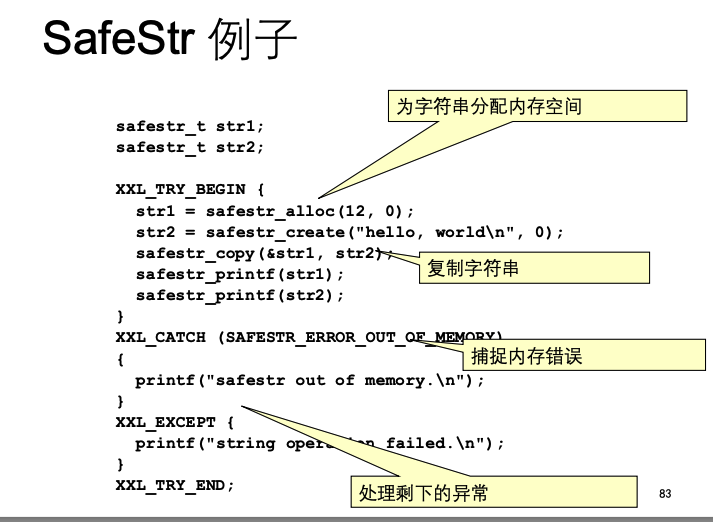 SafeStr 例子
为字符串分配内存空间
safestr_t str1;
safestr_t str2;
XXL_TRY_BEGIN {
str1 = safestr_alloc(12, 0);
str2 = safestr_create("hello, world\n", 0);
safestr_copy(&str1, str2);
复制字符串
safestr_printf(str1);
safestr_printf(str2);
}
XXL_CATCH (SAFESTR_ERROR_OUT_OF_MEMORY)
捕捉内存错误
{
printf("safestr out of memory.\n");
}
XXL_EXCEPT {
printf("string operation failed.\n");
}
XXL_TRY_END;
处理剩下的异常
83